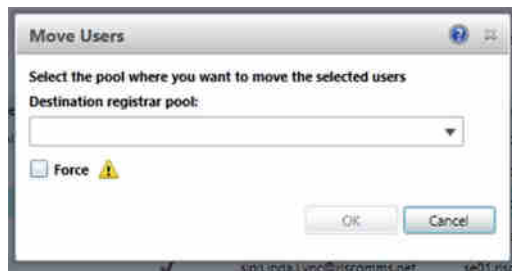 Move Users
Select the pool where you want to move the selected users
Destination registrar pool:
Force
OK
Cancel